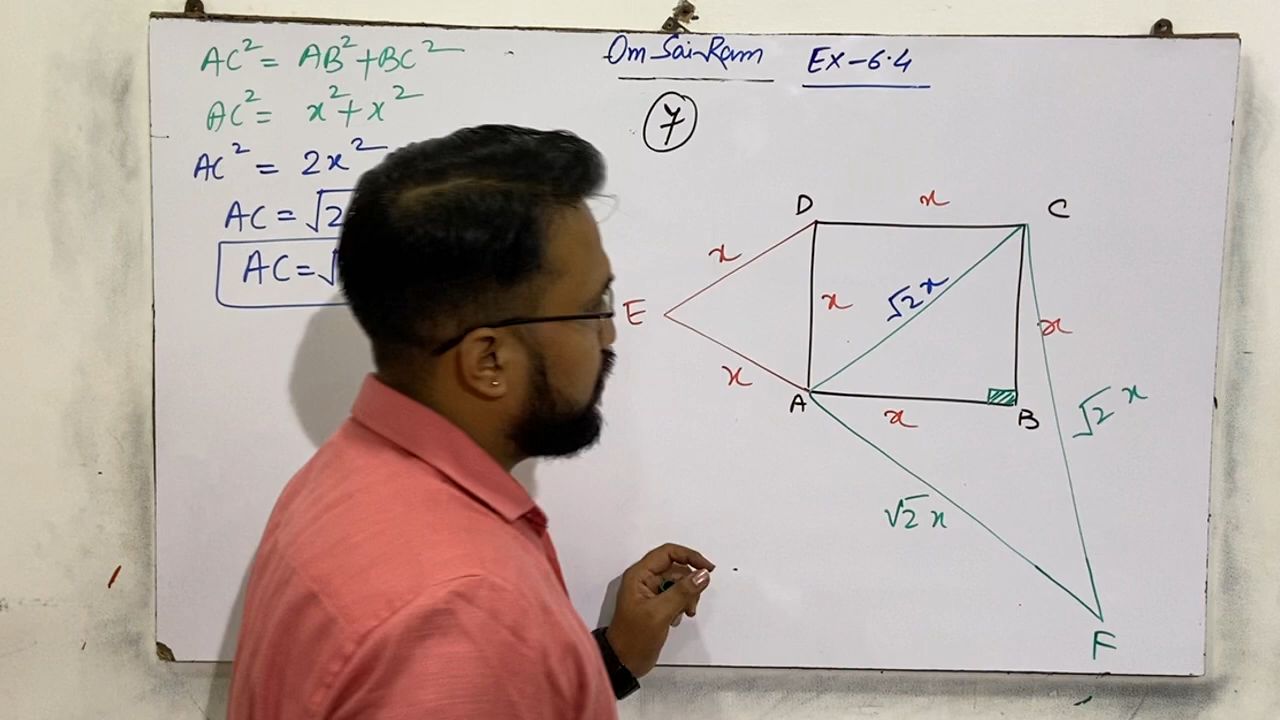 AC² = AB² + BC²
AC² = x² + x²
AC² = 2x²
AC = √2
AC = √
Om Sai Ram
Ex-6.4
7
D
x
C
x
x
√2 x
E
x
x
A
x
B
√2 x
√2 x
F